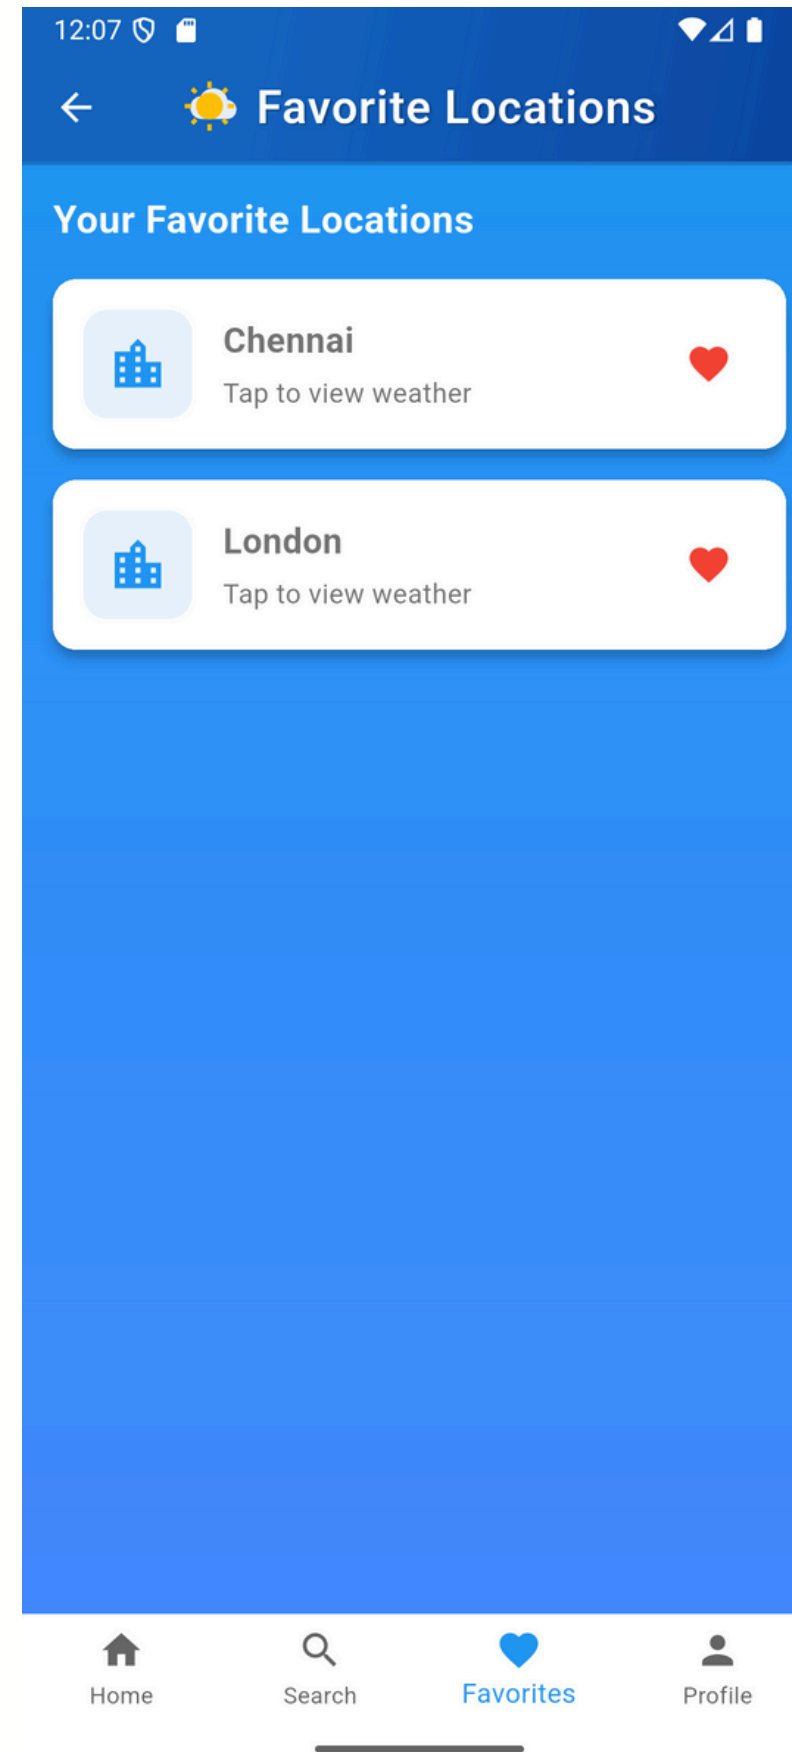 12:07
Favorite Locations
Your Favorite Locations
Chennai
Tap to view weather
London
Tap to view weather
Home
Search
Favorites
Profile